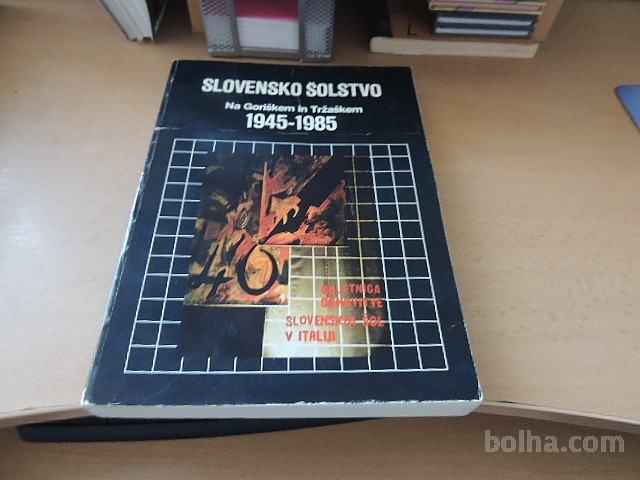 SLOVENSKO ŠOLSTVO
Na Goriškem in Tržaškem
1945-1985
40
OBLETNICA
OBNOVITVE
SLOVENSKIH ŠOL
V ITALIJI
bolha.com